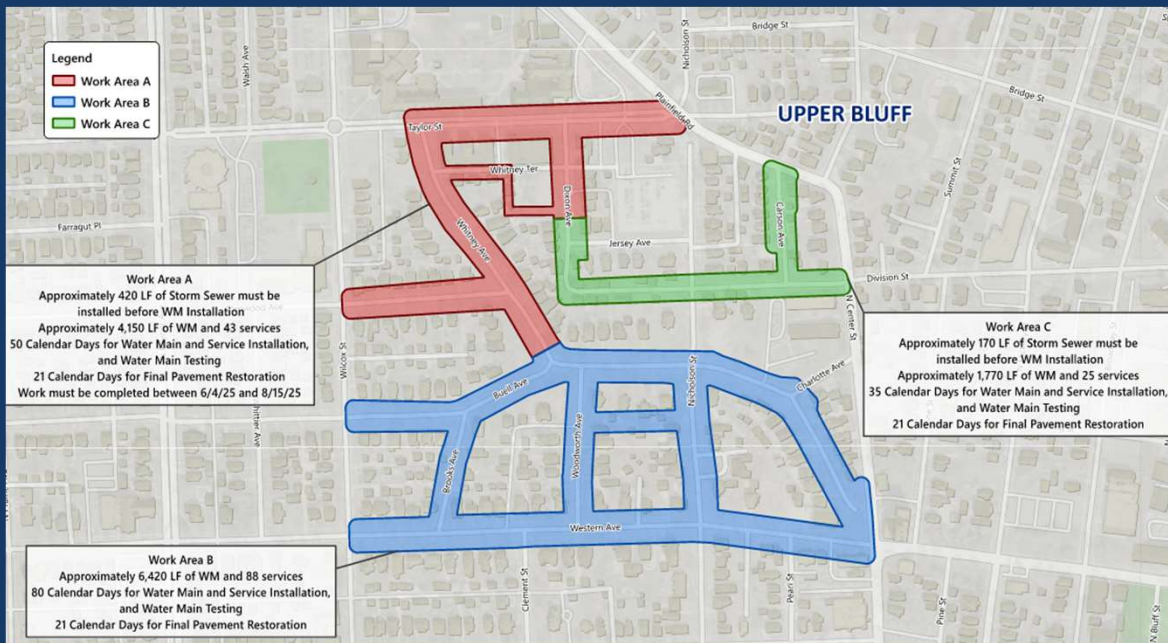 Legend
Work Area A
Work Area B
Work Area C
UPPER BLUFF
Walsh Ave
Nicholson St
Bridge St
Bridge St
Plainfield Rd
Taylor St
Whitney Ter
Dixon Ave
Summit St
Farragut Pl
Whitney Ave
Jersey Ave
Carson Ave
Division St
N Center St
Work Area A
Approximately 420 LF of Storm Sewer must be
installed before WM Installation
Approximately 4,150 LF of WM and 43 services
50 Calendar Days for Water Main and Service Installation,
and Water Main Testing
21 Calendar Days for Final Pavement Restoration
Work must be completed between 6/4/25 and 8/15/25
Wilcox St
Work Area C
Approximately 170 LF of Storm Sewer must be
installed before WM Installation
Approximately 1,770 LF of WM and 25 services
35 Calendar Days for Water Main and Service Installation,
and Water Main Testing
21 Calendar Days for Final Pavement Restoration
Buell Ave
Nicholson St
Charlotte Ave
Brooks Ave
Woodworth Ave
Western Ave
Work Area B
Approximately 6,420 LF of WM and 88 services
80 Calendar Days for Water Main and Service Installation,
and Water Main Testing
21 Calendar Days for Final Pavement Restoration
Clement St
Pearl St
Pine St
N Bluff St